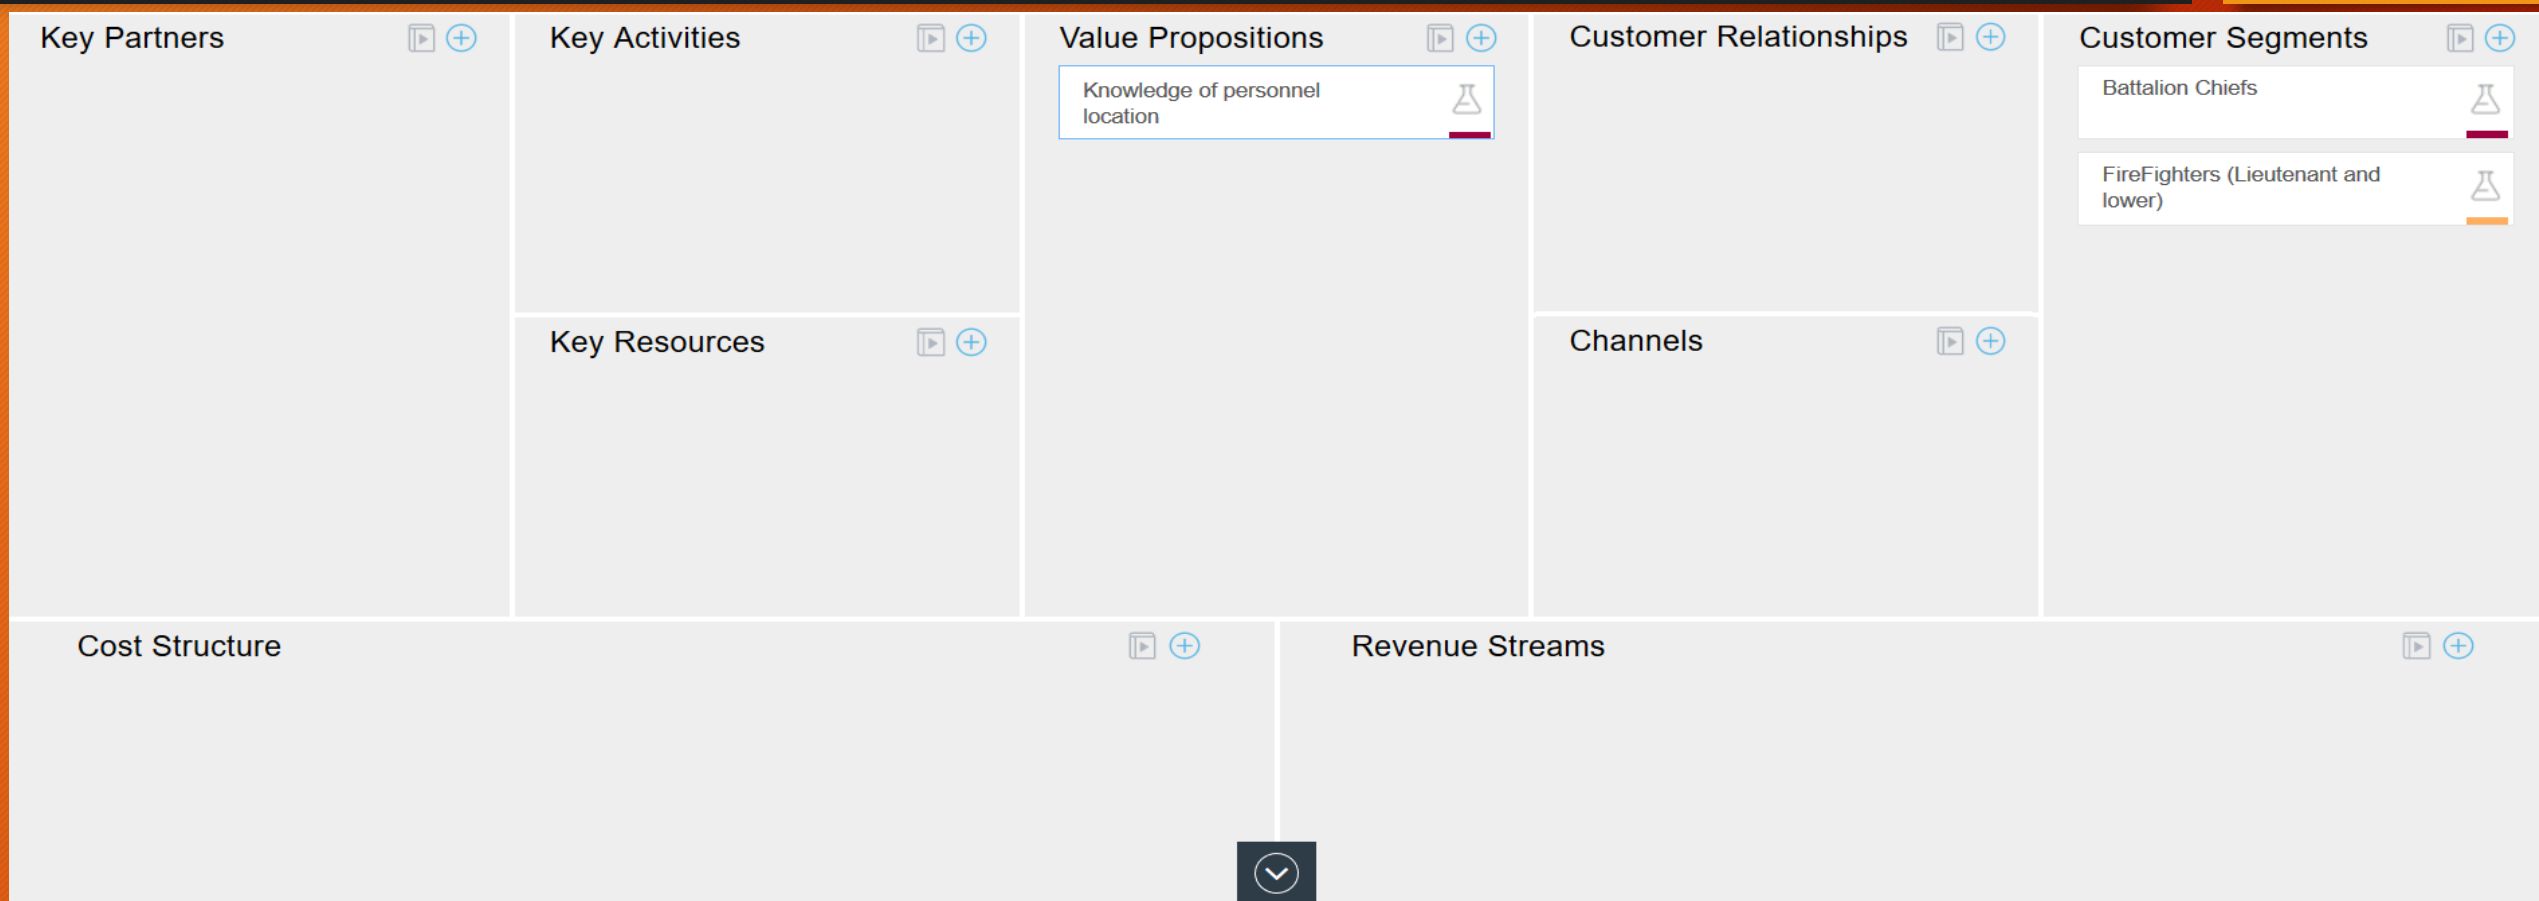 Key Partners
Key Activities
Value Propositions
Knowledge of personnel
location
Customer Relationships
Customer Segments
Battalion Chiefs
FireFighters (Lieutenant and
lower)
Key Resources
Channels
Cost Structure
Revenue Streams